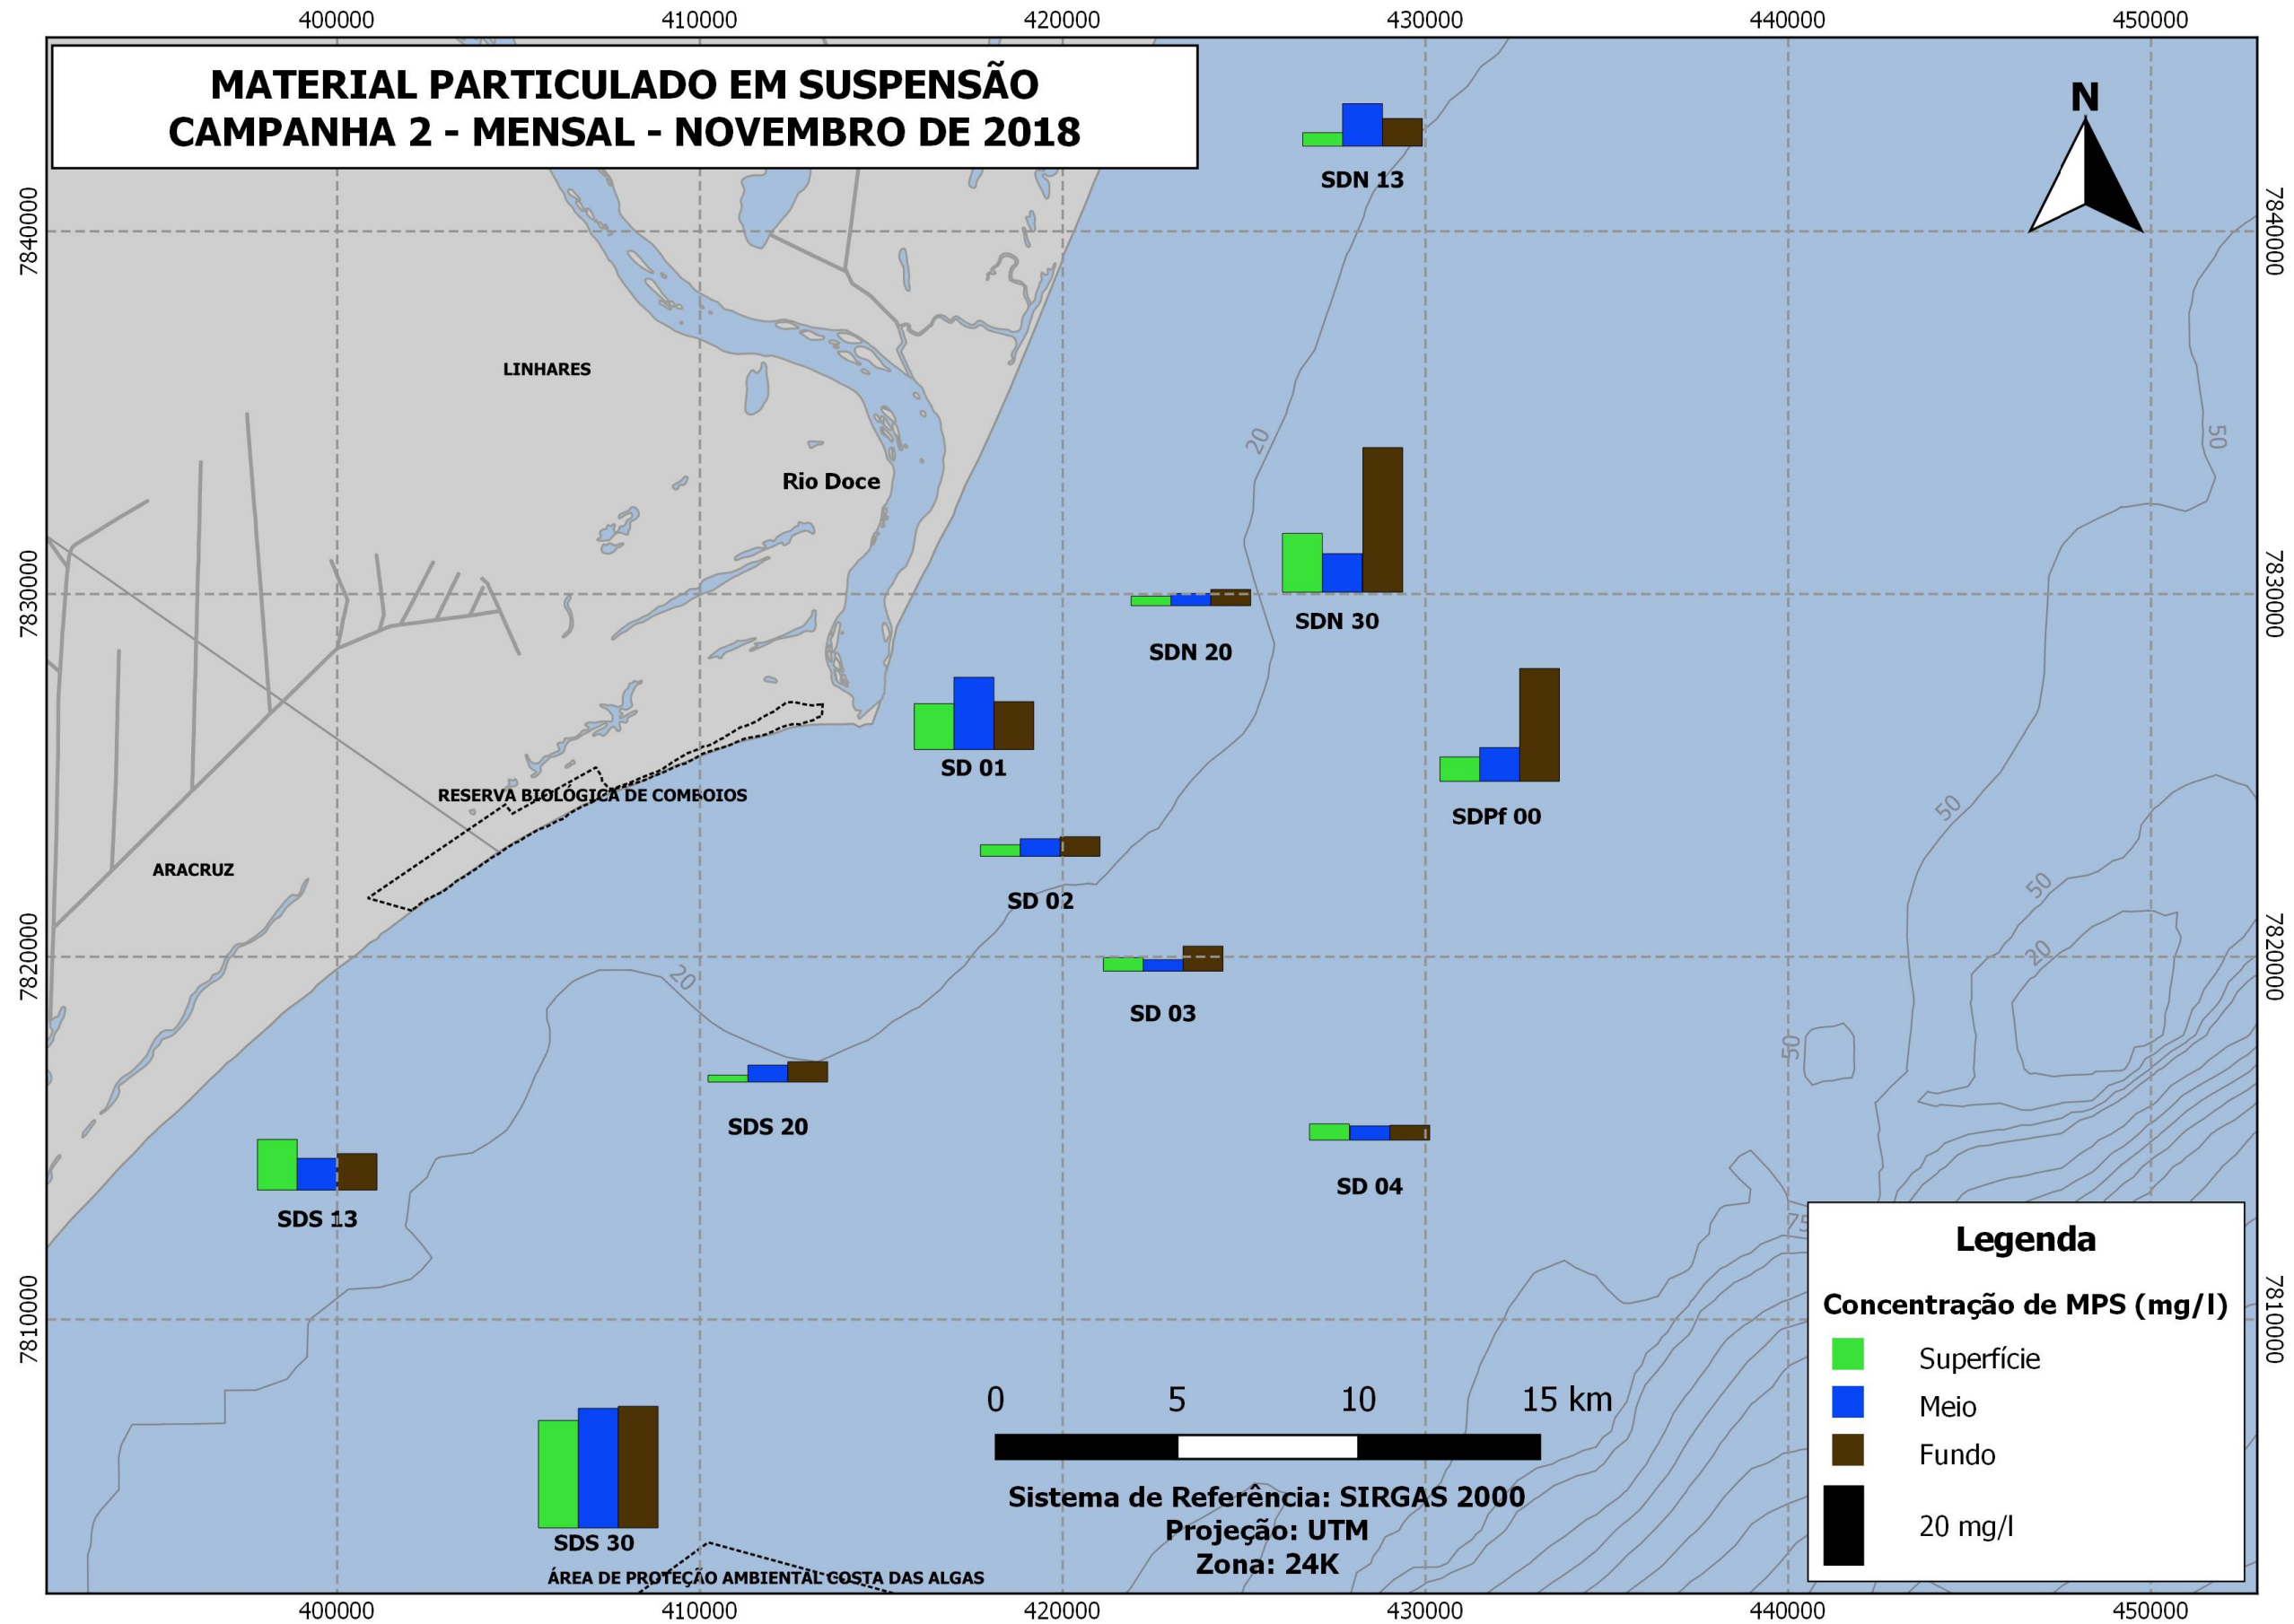 400000 410000 420000 430000 440000 450000
MATERIAL PARTICULADO EM SUSPENSÃO
CAMPANHA 2 - MENSAL - NOVEMBRO DE 2018
N
SDN 13
7840000 7840000
LINHARES
20
50
Rio Doce
7830000 7830000
SDN 30
SDN 20
SD 01
RESERVA BIOLÓGICA DE COMBOIOS
50
SDPf 00
ARACRUZ
50
SD 02
7820000 7820000
20
20
SD 03
50
SDS 20
SD 04
SDS 13
75
Legenda
Concentração de MPS (mg/l)
Superfície
Meio
Fundo
20 mg/l
7810000 7810000
0 5 10 15 km
Sistema de Referência: SIRGAS 2000
Projeção: UTM
Zona: 24K
SDS 30
ÁREA DE PROTEÇÃO AMBIENTAL COSTA DAS ALGAS
400000 410000 420000 430000 440000 450000